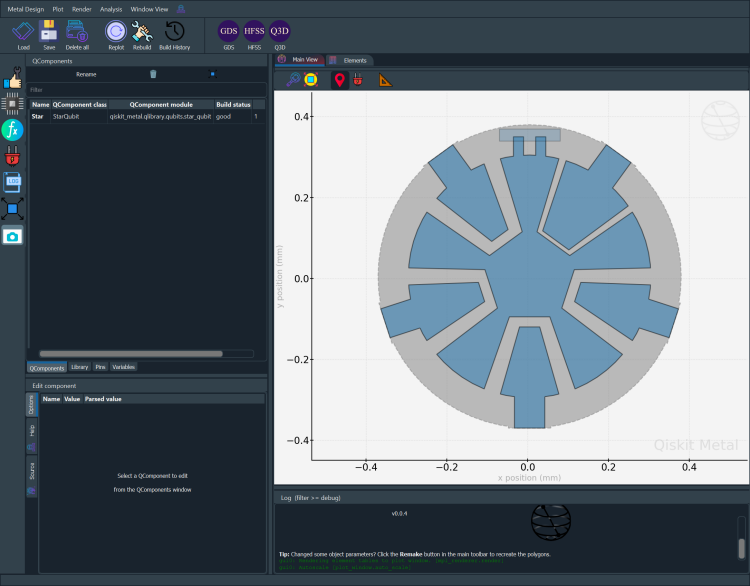 Metal Design Plot Render Analysis Window View
GDS HFSS Q3D
Load Save Delete all Replot Rebuild Build History GDS HFSS Q3D
QComponents
Rename
Filter
Name QComponent class QComponent module Build status
Star StarQubit qiskit_metal.qlibrary.qubits.star_qubit good 1
QComponents Library Pins Variables
Edit component
Options
Help
Source
Name Value Parsed value
Select a QComponent to edit
from the QComponents window
LOG
Main View Elements
0.4
0.2
0.0
−0.2
−0.4
y position (mm)
−0.4 −0.2 0.0 0.2 0.4
x position (mm)
Qiskit Metal
Log (filter >= debug)
v0.0.4
Tip: Changed some object parameters? Click the Remake button in the main toolbar to recreate the polygons.